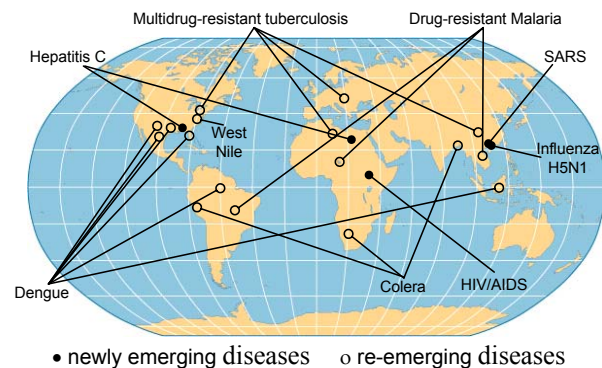 Multidrug-resistant tuberculosis
Drug-resistant Malaria
Hepatitis C
SARS
West
Nile
Influenza
H5N1
Dengue
Colera
HIV/AIDS
• newly emerging diseases o re-emerging diseases